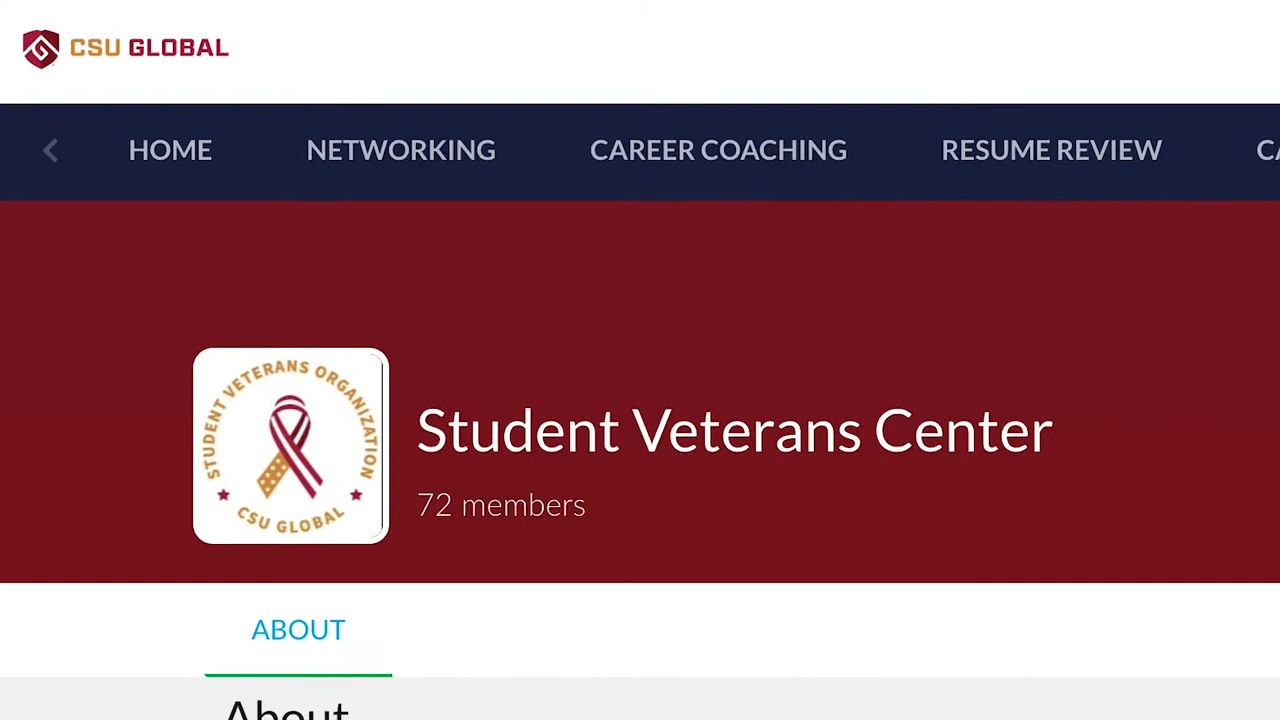 CSU GLOBAL
HOME NETWORKING CAREER COACHING RESUME REVIEW
STUDENT VETERANS ORGANIZATION
CSU GLOBAL
Student Veterans Center
72 members
ABOUT
About